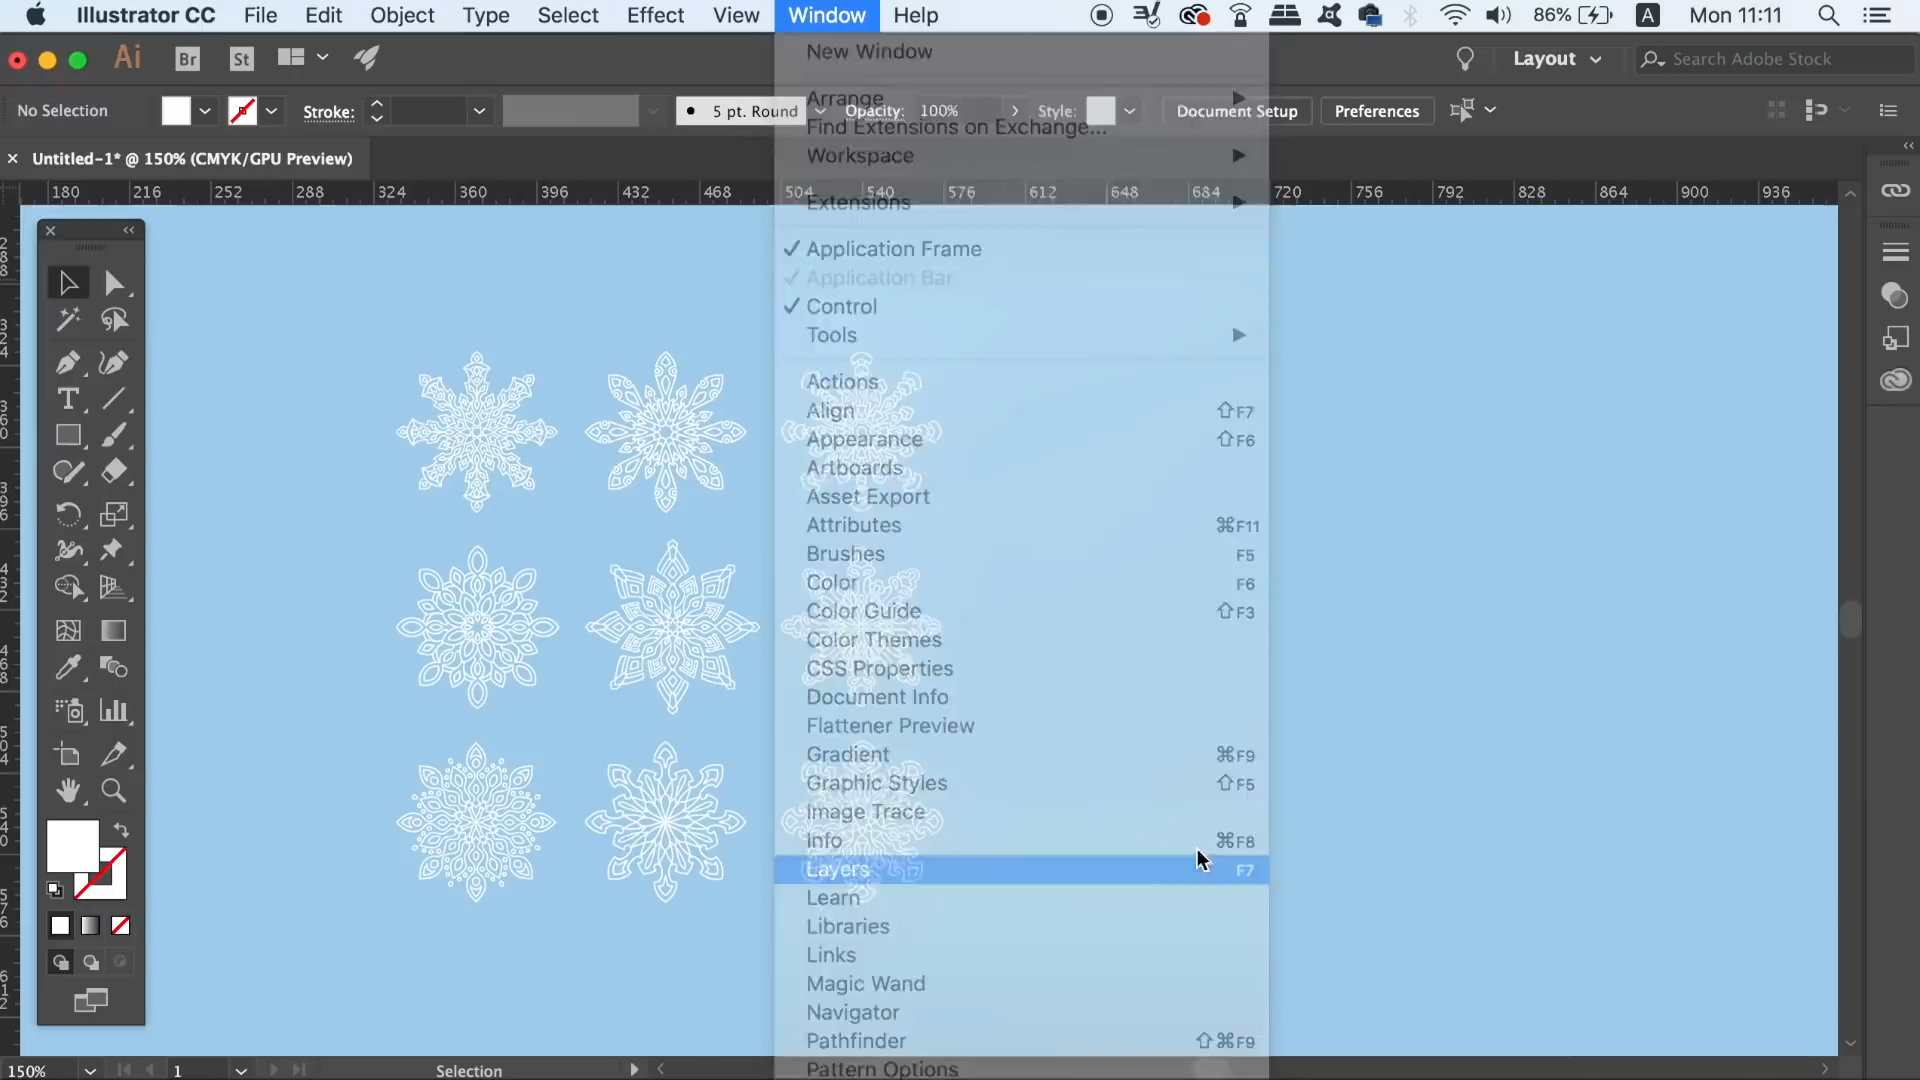 Illustrator CC File Edit Object Type Select Effect View Window Help 86% A Mon 11:11
Ai Br St Layout Search Adobe Stock
No Selection Stroke: 5 pt. Round Opacity: 100% Style: Document Setup Preferences
Untitled-1* @ 150% (CMYK/GPU Preview)
180 216 252 288 324 360 396 432 468 504 540 576 612 648 684 720 756 792 828 864 900 936
New Window
Arrange
Find Extensions on Exchange...
Workspace
Extensions
✓ Application Frame
✓ Application Bar
✓ Control
Tools
Actions
Align ⇧F7
Appearance ⇧F6
Artboards
Asset Export
Attributes ⌘F11
Brushes F5
Color F6
Color Guide ⇧F3
Color Themes
CSS Properties
Document Info
Flattener Preview
Gradient ⌘F9
Graphic Styles ⇧F5
Image Trace
Info ⌘F8
Layers F7
Learn
Libraries
Links
Magic Wand
Navigator
Pathfinder ⇧⌘F9
Pattern Options
150% 1 Selection